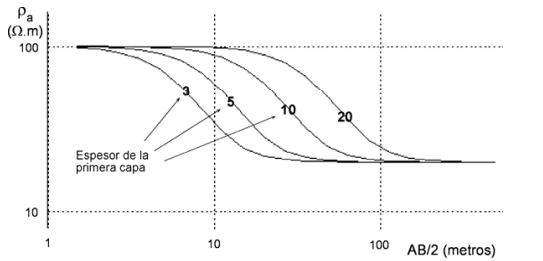 ρa
(Ω.m)
100
3
5
10
20
Espesor de la
primera capa
10
1
10
100
AB/2 (metros)